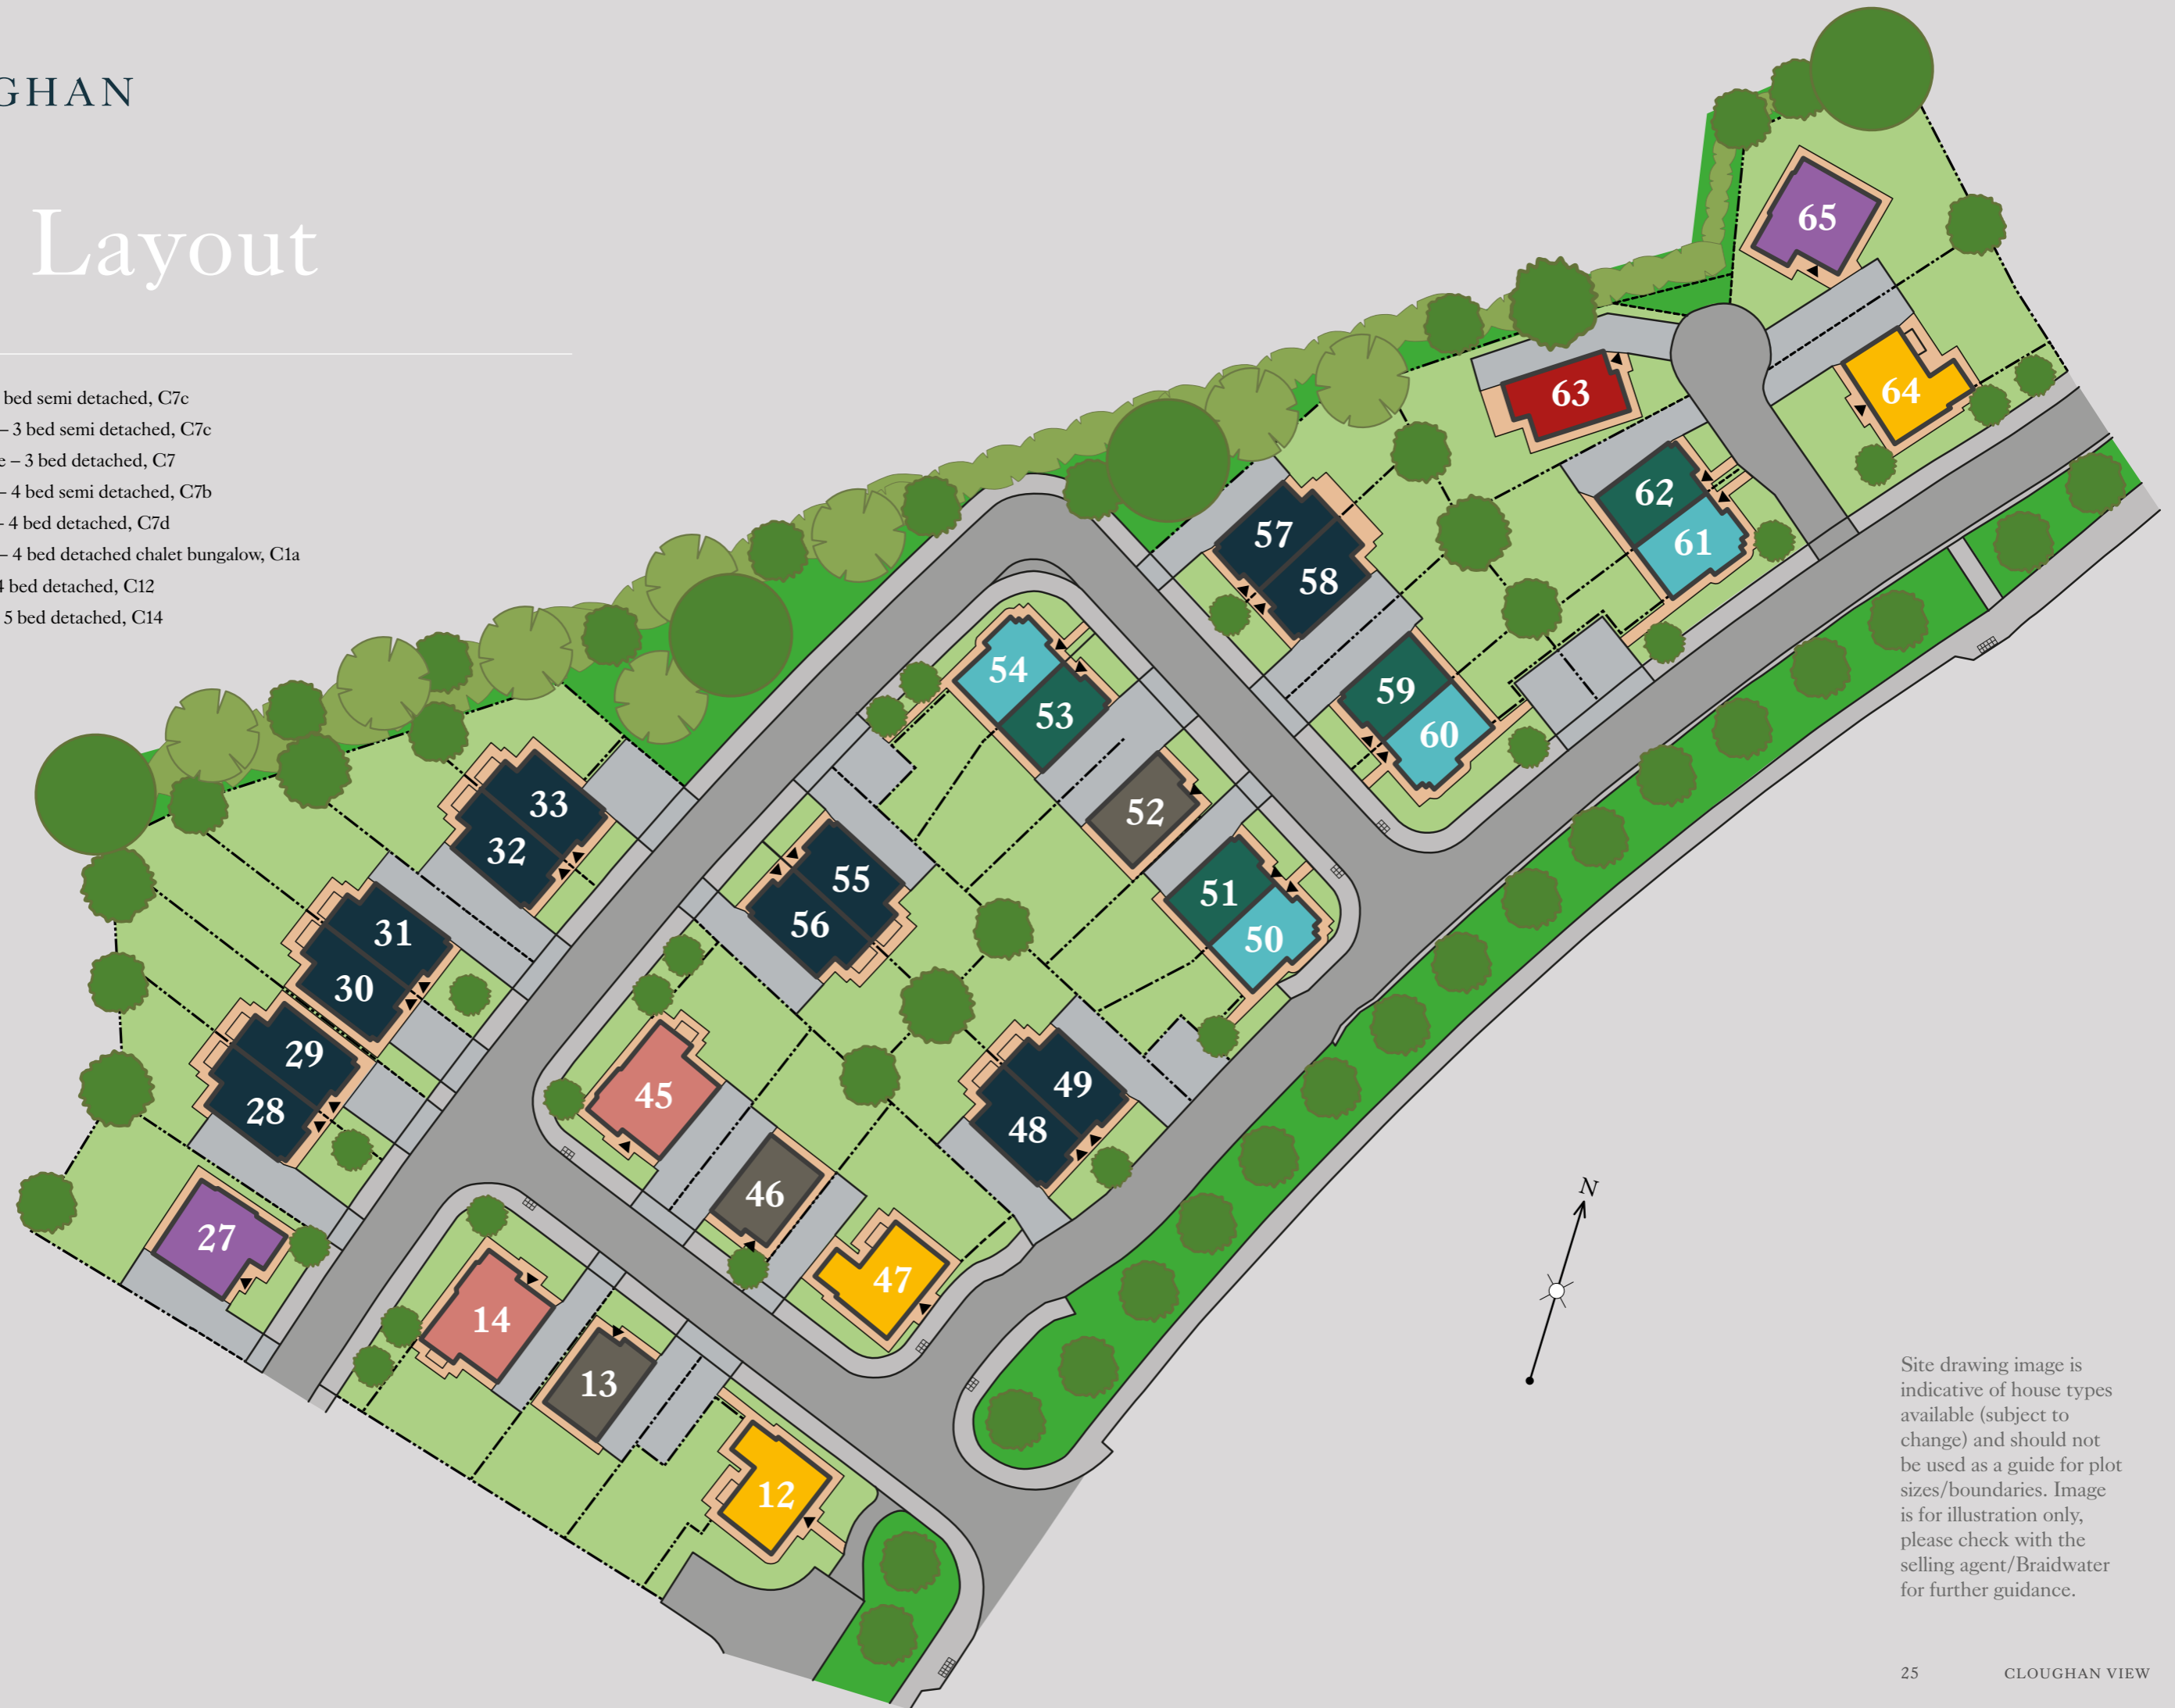 GHAN
Layout
bed semi detached, C7c
– 3 bed semi detached, C7c
e – 3 bed detached, C7
– 4 bed semi detached, C7b
– 4 bed detached, C7d
– 4 bed detached chalet bungalow, C1a
4 bed detached, C12
5 bed detached, C14
65
64
63
62
61
57
58
59
60
54
53
52
51
50
55
56
33
32
31
30
29
28
27
45
46
47
49
48
14
13
12
N
Site drawing image is
indicative of house types
available (subject to
change) and should not
be used as a guide for plot
sizes/boundaries. Image
is for illustration only,
please check with the
selling agent/Braidwater
for further guidance.
25 CLOUGHAN VIEW